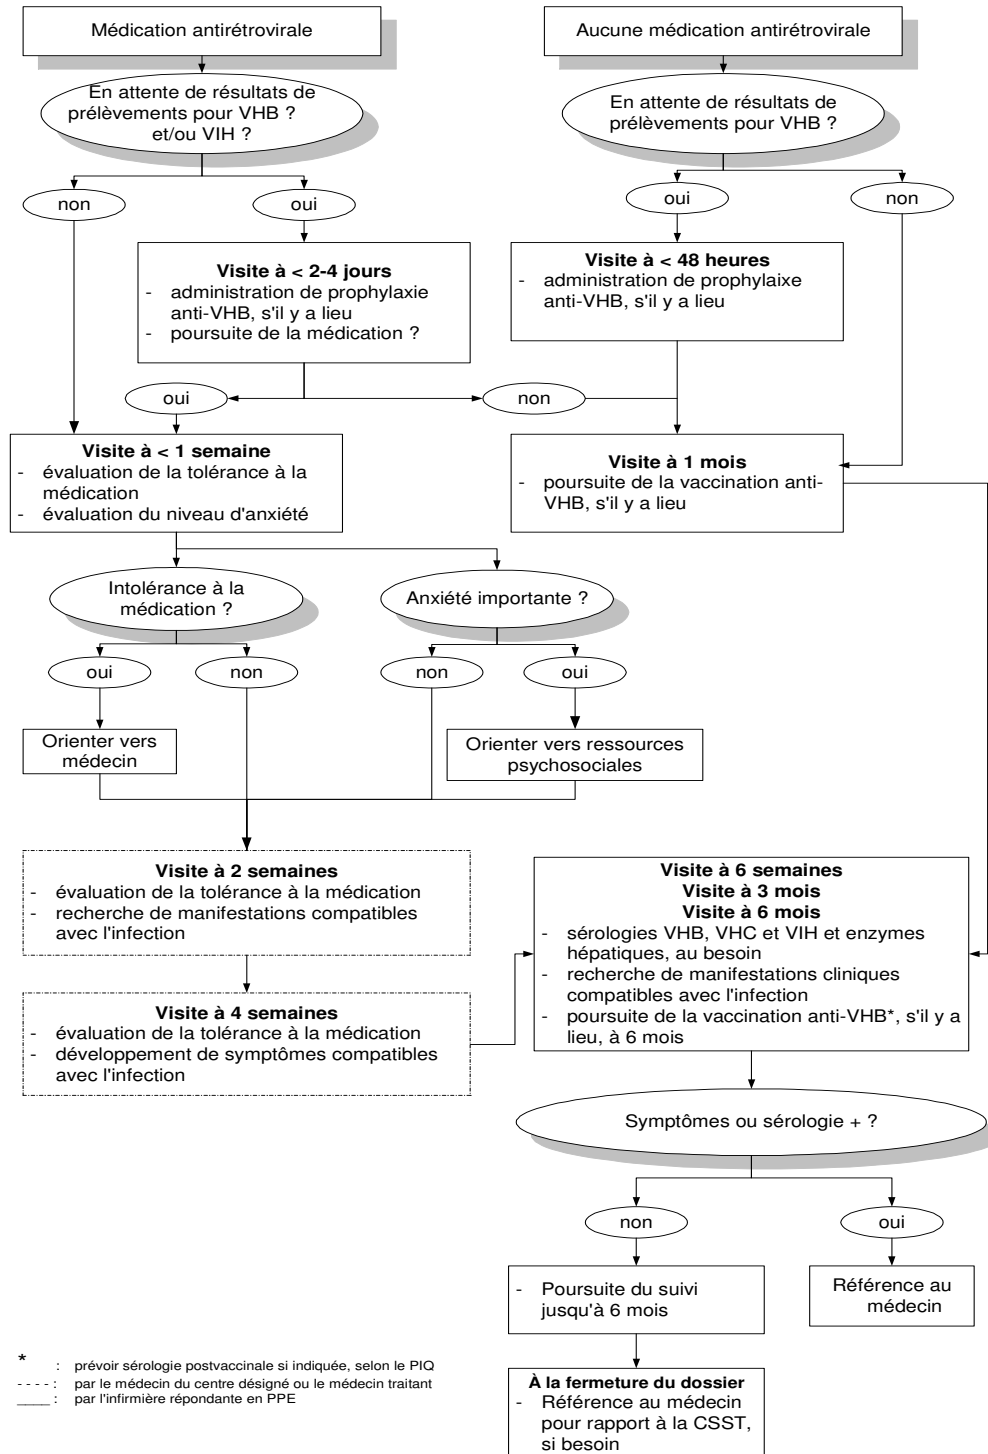 Médication antirétrovirale
Aucune médication antirétrovirale
En attente de résultats de
prélèvements pour VHB ?
et/ou VIH ?
En attente de résultats de
prélèvements pour VHB ?
non
oui
oui
non
Visite à < 2-4 jours
- administration de prophylaxie
anti-VHB, s'il y a lieu
- poursuite de la médication ?
Visite à < 48 heures
- administration de prophylaixe
anti-VHB, s'il y a lieu
oui
non
Visite à < 1 semaine
- évaluation de la tolérance à la
médication
- évaluation du niveau d'anxiété
Visite à 1 mois
- poursuite de la vaccination anti-
VHB, s'il y a lieu
Intolérance à la
médication ?
Anxiété importante ?
oui
non
non
oui
Orienter vers
médecin
Orienter vers ressources
psychosociales
Visite à 2 semaines
- évaluation de la tolérance à la médication
- recherche de manifestations compatibles
avec l'infection
Visite à 4 semaines
- évaluation de la tolérance à la médication
- développement de symptômes compatibles
avec l'infection
Visite à 6 semaines
Visite à 3 mois
Visite à 6 mois
- sérologies VHB, VHC et VIH et enzymes
hépatiques, au besoin
- recherche de manifestations cliniques
compatibles avec l'infection
- poursuite de la vaccination anti-VHB*, s'il y a
lieu, à 6 mois
Symptômes ou sérologie + ?
non
oui
- Poursuite du suivi
jusqu'à 6 mois
Référence au
médecin
À la fermeture du dossier
- Référence au médecin
pour rapport à la CSST,
si besoin
* : prévoir sérologie postvaccinale si indiquée, selon le PIQ
- - - - : par le médecin du centre désigné ou le médecin traitant
____ : par l'infirmière répondante en PPE